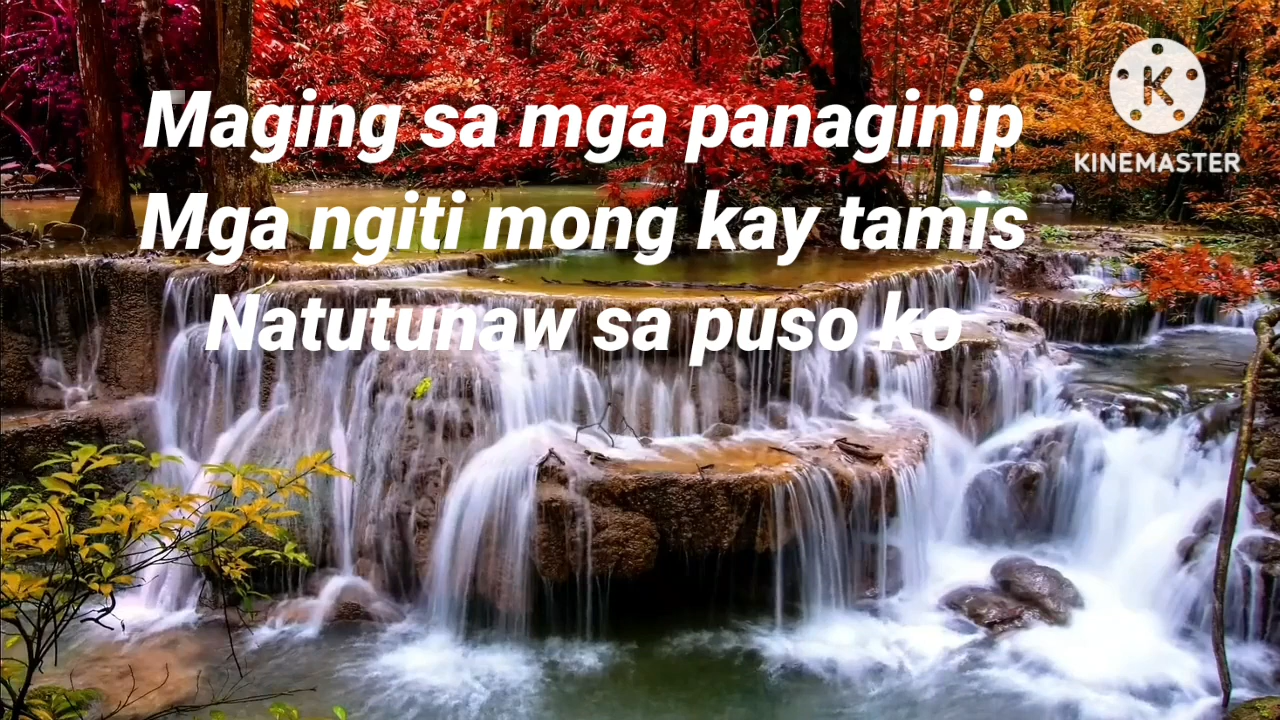 Maging sa mga panaginip
Mga ngiti mong kay tamis
Natutunaw sa puso ko
K
KINEMASTER